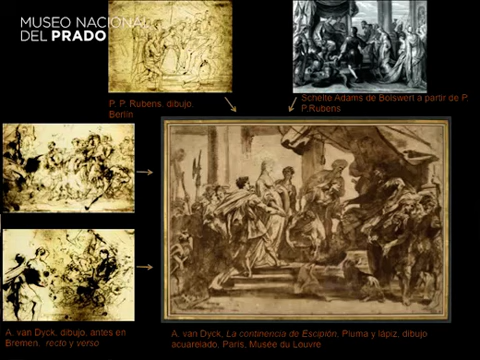 MUSEO NACIONAL
DEL PRADO
P. P. Rubens. dibujo.
Berlín
Schelte Adams de Bolswert a partir de P.
P.Rubens
A. van Dyck, dibujo, antes en
Bremen, recto y verso
A. van Dyck, La continencia de Escipión, Pluma y lápiz, dibujo
acuarelado, París, Musée du Louvre